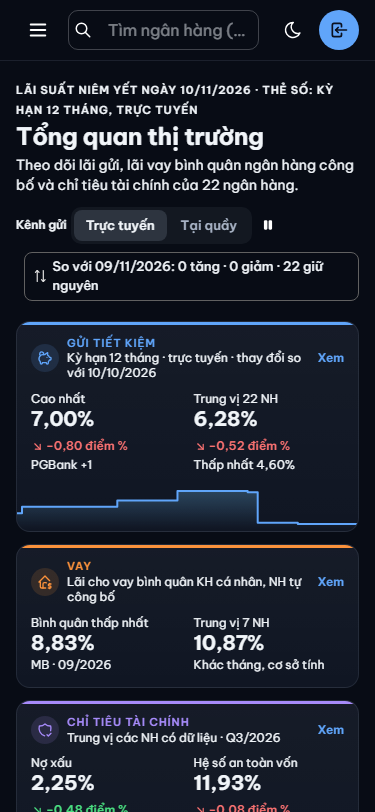 Tìm ngân hàng (...
LÃI SUẤT NIÊM YẾT NGÀY 10/11/2026 · THẺ SỐ: KỲ
HẠN 12 THÁNG, TRỰC TUYẾN
Tổng quan thị trường
Theo dõi lãi gửi, lãi vay bình quân ngân hàng công
bố và chỉ tiêu tài chính của 22 ngân hàng.
Kênh gửi Trực tuyến Tại quầy
So với 09/11/2026: 0 tăng · 0 giảm · 22 giữ
nguyên
GỬI TIẾT KIỆM
Kỳ hạn 12 tháng · trực tuyến · thay đổi so
với 10/10/2026
Xem
Cao nhất
7,00%
↘ −0,80 điểm %
PGBank +1
Trung vị 22 NH
6,28%
↘ −0,52 điểm %
Thấp nhất 4,60%
VAY
Lãi cho vay bình quân KH cá nhân, NH tự
công bố
Xem
Bình quân thấp nhất
8,83%
MB · 09/2026
Trung vị 7 NH
10,87%
Khác tháng, cơ sở tính
CHỈ TIÊU TÀI CHÍNH
Trung vị các NH có dữ liệu · Q3/2026
Xem
Nợ xấu
2,25%
−0,48 điểm %
Hệ số an toàn vốn
11,93%
−0,08 điểm %